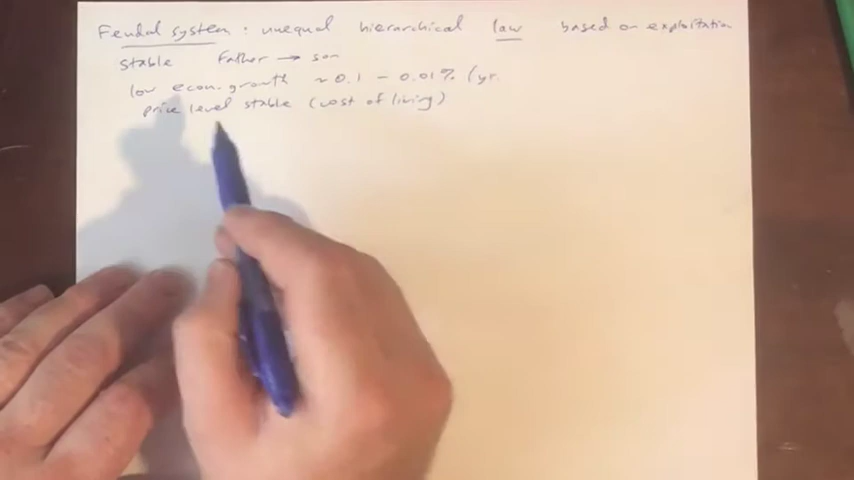 Feudal system : unequal hierarchical law based on exploitation
stable Father → son
low econ. growth ~ 0.1 - 0.01% /yr.
price level stable (cost of living)